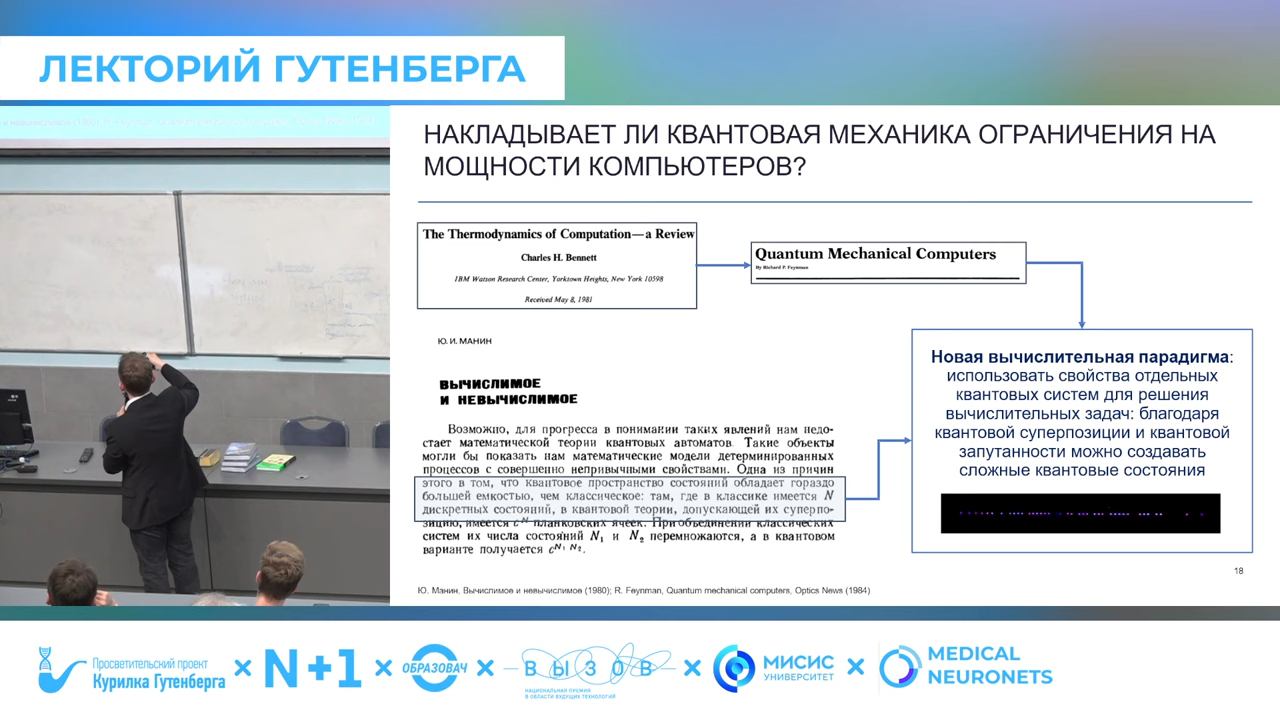 ЛЕКТОРИЙ ГУТЕНБЕРГА
НАКЛАДЫВАЕТ ЛИ КВАНТОВАЯ МЕХАНИКА ОГРАНИЧЕНИЯ НА
МОЩНОСТИ КОМПЬЮТЕРОВ?
The Thermodynamics of Computation—a Review
Charles H. Bennett
IBM Watson Research Center, Yorktown Heights, New York 10598
Received May 8, 1981
Quantum Mechanical Computers
By Richard P. Feynman
Ю. И. МАНИН
ВЫЧИСЛИМОЕ
И НЕВЫЧИСЛИМОЕ
Возможно, для прогресса в понимании таких явлений нам недо-
стает математической теории квантовых автоматов. Такие объекты
могли бы показать нам математические модели детерминированных
процессов с совершенно непривычными свойствами. Одна из причин
этого в том, что квантовое пространство состояний обладает гораздо
большей емкостью, чем классическое: там, где в классике имеется N
дискретных состояний, в квантовой теории, допускающей их суперпо-
зицию, имеется c^N планковских ячеек. При объединении классических
систем их числа состояний N₁ и N₂ перемножаются, а в квантовом
варианте получается c^N₁N₂.
Новая вычислительная парадигма:
использовать свойства отдельных
квантовых систем для решения
вычислительных задач: благодаря
квантовой суперпозиции и квантовой
запутанности можно создавать
сложные квантовые состояния
18
Ю. Манин, Вычислимое и невычислимое (1980); R. Feynman, Quantum mechanical computers, Optics News (1984)
Просветительский проект
Курилка Гутенберга
× N+1 × ОБРАЗОВАЧ × ВЫЗОВ ×
НАЦИОНАЛЬНАЯ ПРЕМИЯ
В ОБЛАСТИ БУДУЩИХ ТЕХНОЛОГИЙ
МИСИС
УНИВЕРСИТЕТ
×
MEDICAL
NEURONETS